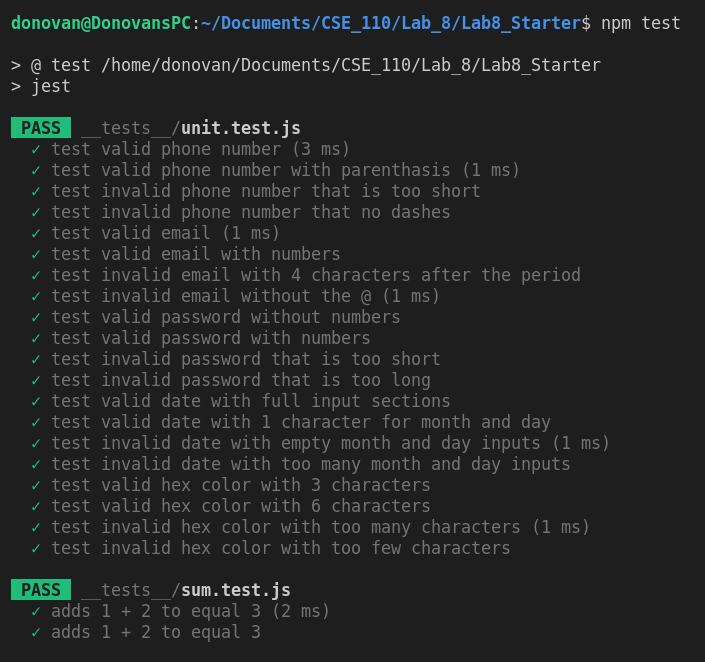 donovan@DonovansPC:~/Documents/CSE_110/Lab_8/Lab8_Starter$ npm test
> @ test /home/donovan/Documents/CSE_110/Lab_8/Lab8_Starter
> jest
PASS __tests__/unit.test.js
✓ test valid phone number (3 ms)
✓ test valid phone number with parenthasis (1 ms)
✓ test invalid phone number that is too short
✓ test invalid phone number that no dashes
✓ test valid email (1 ms)
✓ test valid email with numbers
✓ test invalid email with 4 characters after the period
✓ test invalid email without the @ (1 ms)
✓ test valid password without numbers
✓ test valid password with numbers
✓ test invalid password that is too short
✓ test invalid password that is too long
✓ test valid date with full input sections
✓ test valid date with 1 character for month and day
✓ test invalid date with empty month and day inputs (1 ms)
✓ test invalid date with too many month and day inputs
✓ test valid hex color with 3 characters
✓ test valid hex color with 6 characters
✓ test invalid hex color with too many characters (1 ms)
✓ test invalid hex color with too few characters
PASS __tests__/sum.test.js
✓ adds 1 + 2 to equal 3 (2 ms)
✓ adds 1 + 2 to equal 3